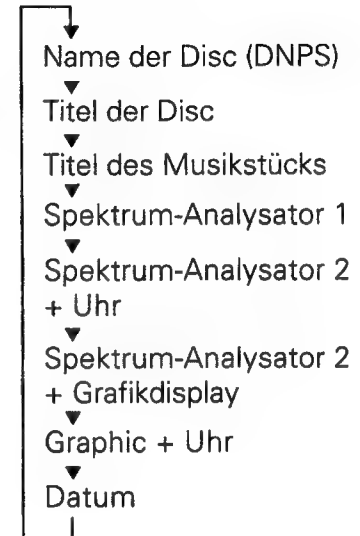 Name der Disc (DNPS)
Titel der Disc
Titel des Musikstücks
Spektrum-Analysator 1
Spektrum-Analysator 2
+ Uhr
Spektrum-Analysator 2
+ Grafikdisplay
Graphic + Uhr
Datum